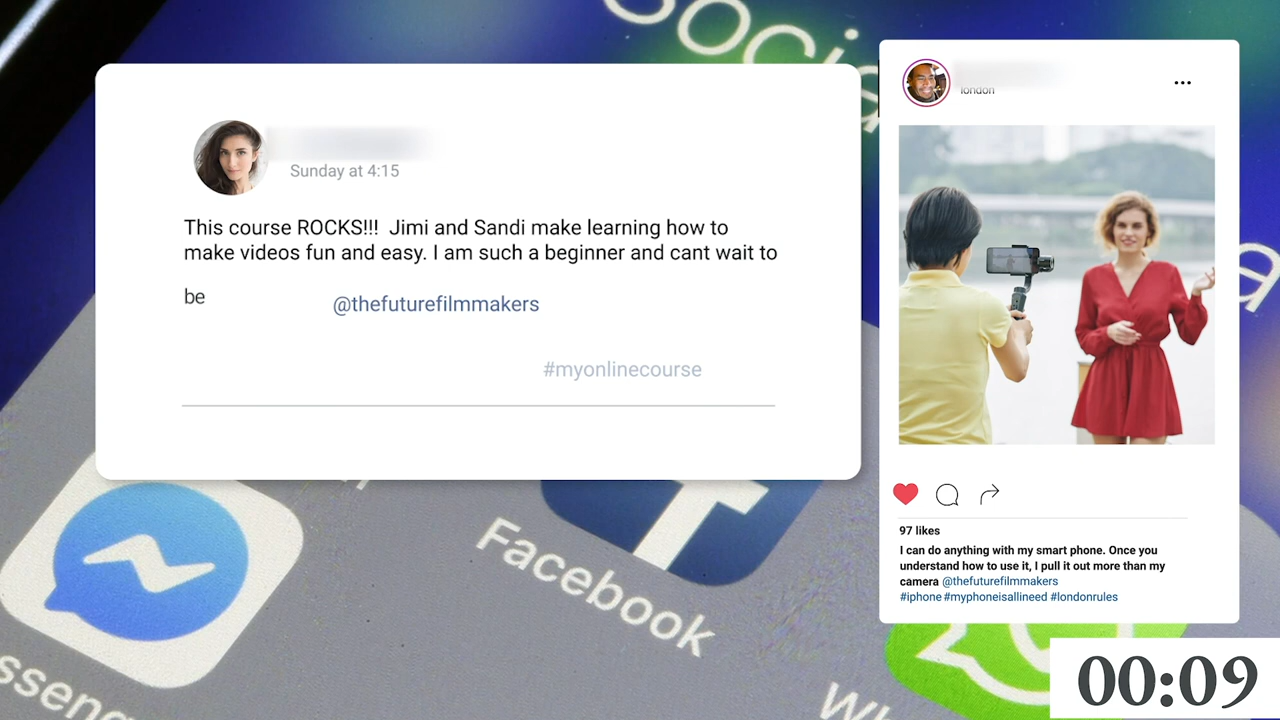 Social
Sunday at 4:15
This course ROCKS!!!  Jimi and Sandi make learning how to
make videos fun and easy. I am such a beginner and cant wait to
be
@thefuturefilmmakers
#myonlinecourse
london
97 likes
I can do anything with my smart phone. Once you
understand how to use it, I pull it out more than my
camera @thefuturefilmmakers
#iphone #myphoneisallineed #londonrules
Facebook
00:09